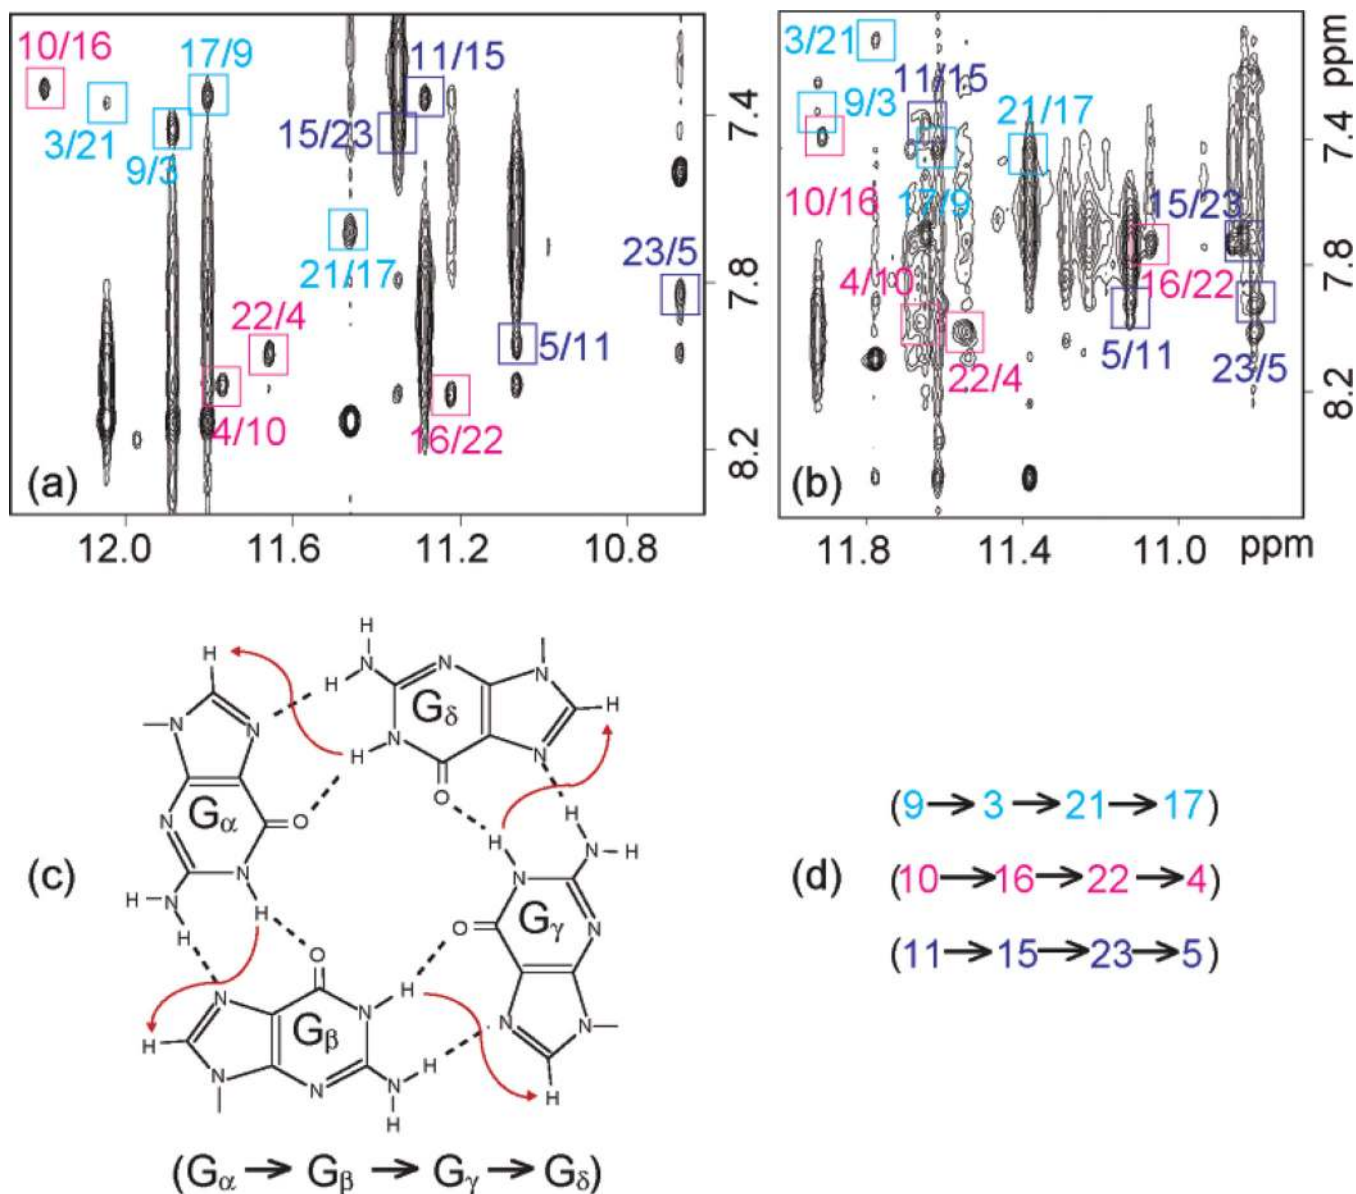 10/16
17/9
11/15
3/21
9/3
15/23
21/17
22/4
4/10
16/22
5/11
23/5
7.4
7.8
8.2
(a)
12.0 11.6 11.2 10.8
3/21
11/15
9/3
21/17
10/16
17/9
15/23
4/10
16/22
22/4
5/11
23/5
ppm
7.4
7.8
8.2
(b)
11.8 11.4 11.0 ppm
(c)
H
H
N
H
N
N
H
Gδ
N
N
N
H
N
O
H
H
N
H
N
Gα
O
N
N
H
N
H
H
O
N
Gγ
N
O
N
H
N
H
N
N
Gβ
H
N
N
N
H
H
H
(Gα → Gβ → Gγ → Gδ)
(d)
(9 → 3 → 21 → 17)
(10 → 16 → 22 → 4)
(11 → 15 → 23 → 5)